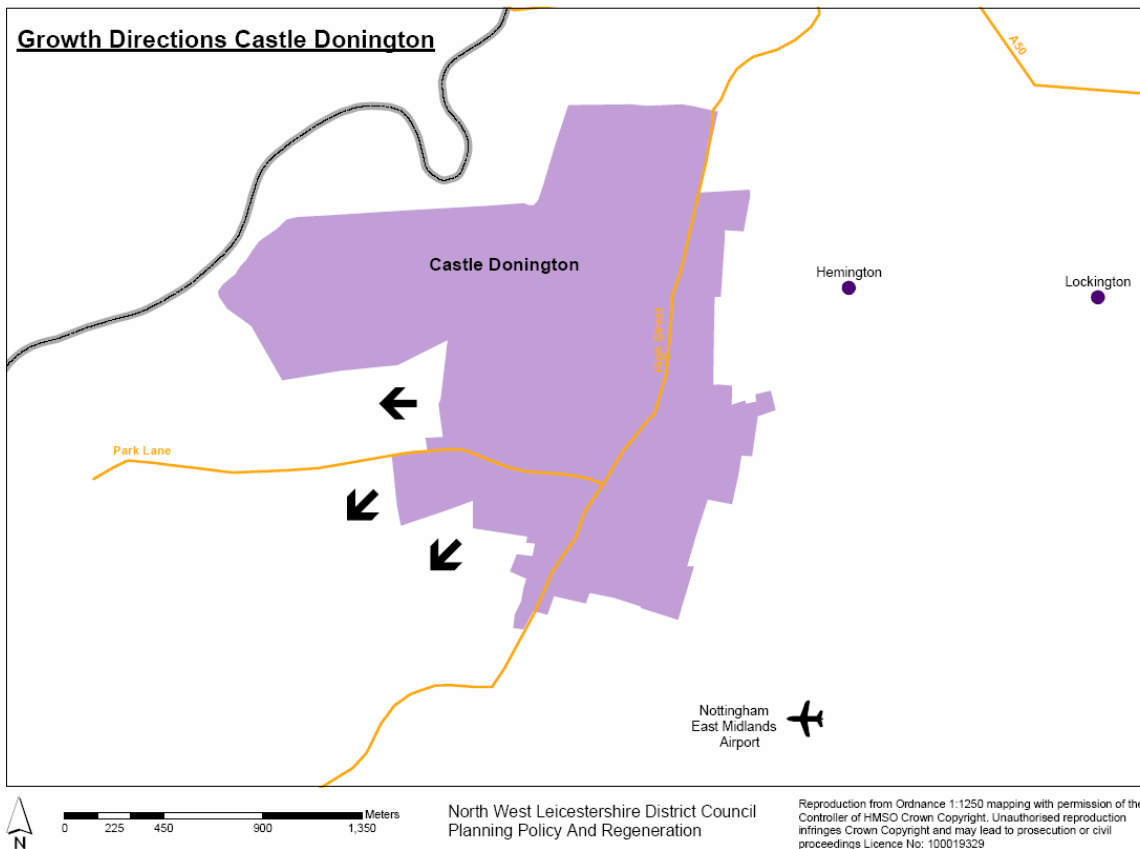 Growth Directions Castle Donington
A50
Castle Donington
Hemington
Lockington
High Street
Park Lane
Nottingham
East Midlands
Airport
N
Meters
0 225 450 900 1,350
North West Leicestershire District Council
Planning Policy And Regeneration
Reproduction from Ordnance 1:1250 mapping with permission of the
Controller of HMSO Crown Copyright. Unauthorised reproduction
infringes Crown Copyright and may lead to prosecution or civil
proceedings Licence No: 100019329